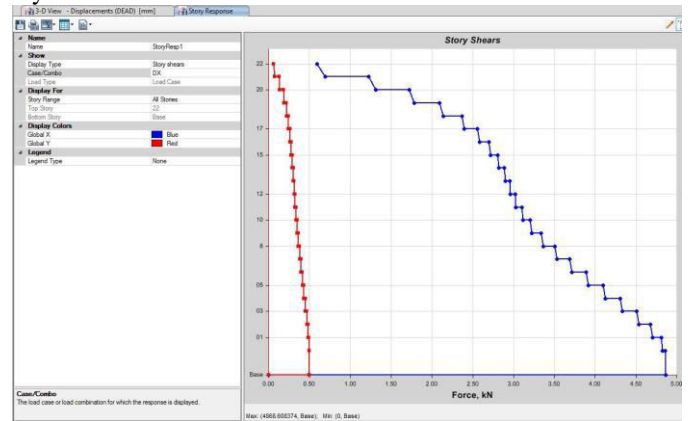 3-D View - Displacements (DEAD) [mm]
Story Response
Name
Name StoryResp1
Show
Display Type Story shears
Case/Combo DX
Load Type Load Case
Display For
Story Range All Stories
Top Story 22
Bottom Story Base
Display Colors
Global X Blue
Global Y Red
Legend
Legend Type None
Case/Combo
The load case or load combination for which the response is displayed.
Story Shears
22
17
15
12
10
8
05
03
01
Base
0.00 0.50 1.00 1.50 2.00 2.50 3.00 3.50 4.00 4.50 5.00
Force, kN
Max: (4868.608374, Base); Min: (0, Base)